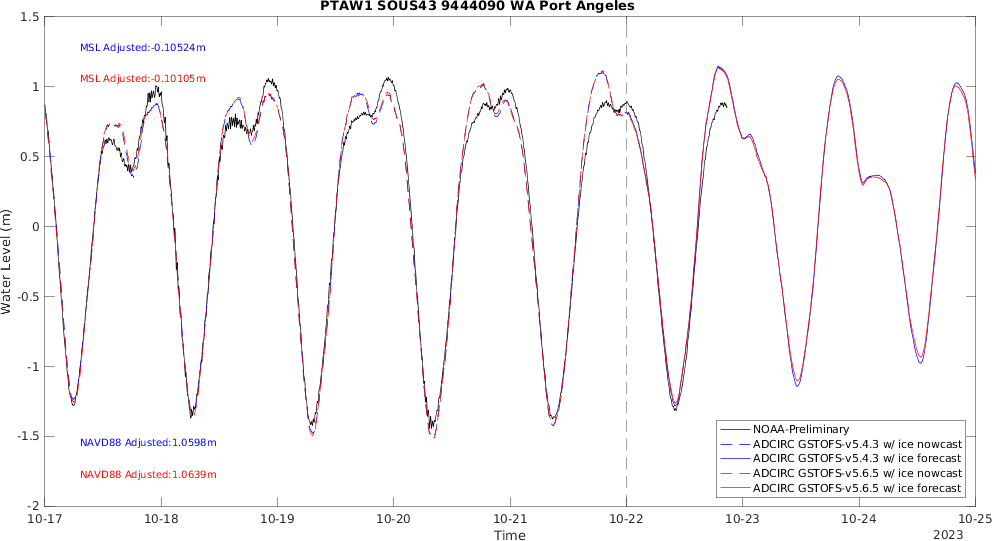 PTAW1 SOUS43 9444090 WA Port Angeles
1.5
MSL Adjusted:-0.10524m
MSL Adjusted:-0.10105m
1
0.5
0
-0.5
-1
-1.5
-2
Water Level (m)
NAVD88 Adjusted:1.0598m
NAVD88 Adjusted:1.0639m
NOAA-Preliminary
ADCIRC GSTOFS-v5.4.3 w/ ice nowcast
ADCIRC GSTOFS-v5.4.3 w/ ice forecast
ADCIRC GSTOFS-v5.6.5 w/ ice nowcast
ADCIRC GSTOFS-v5.6.5 w/ ice forecast
10-17 10-18 10-19 10-20 10-21 10-22 10-23 10-24 10-25
Time
2023